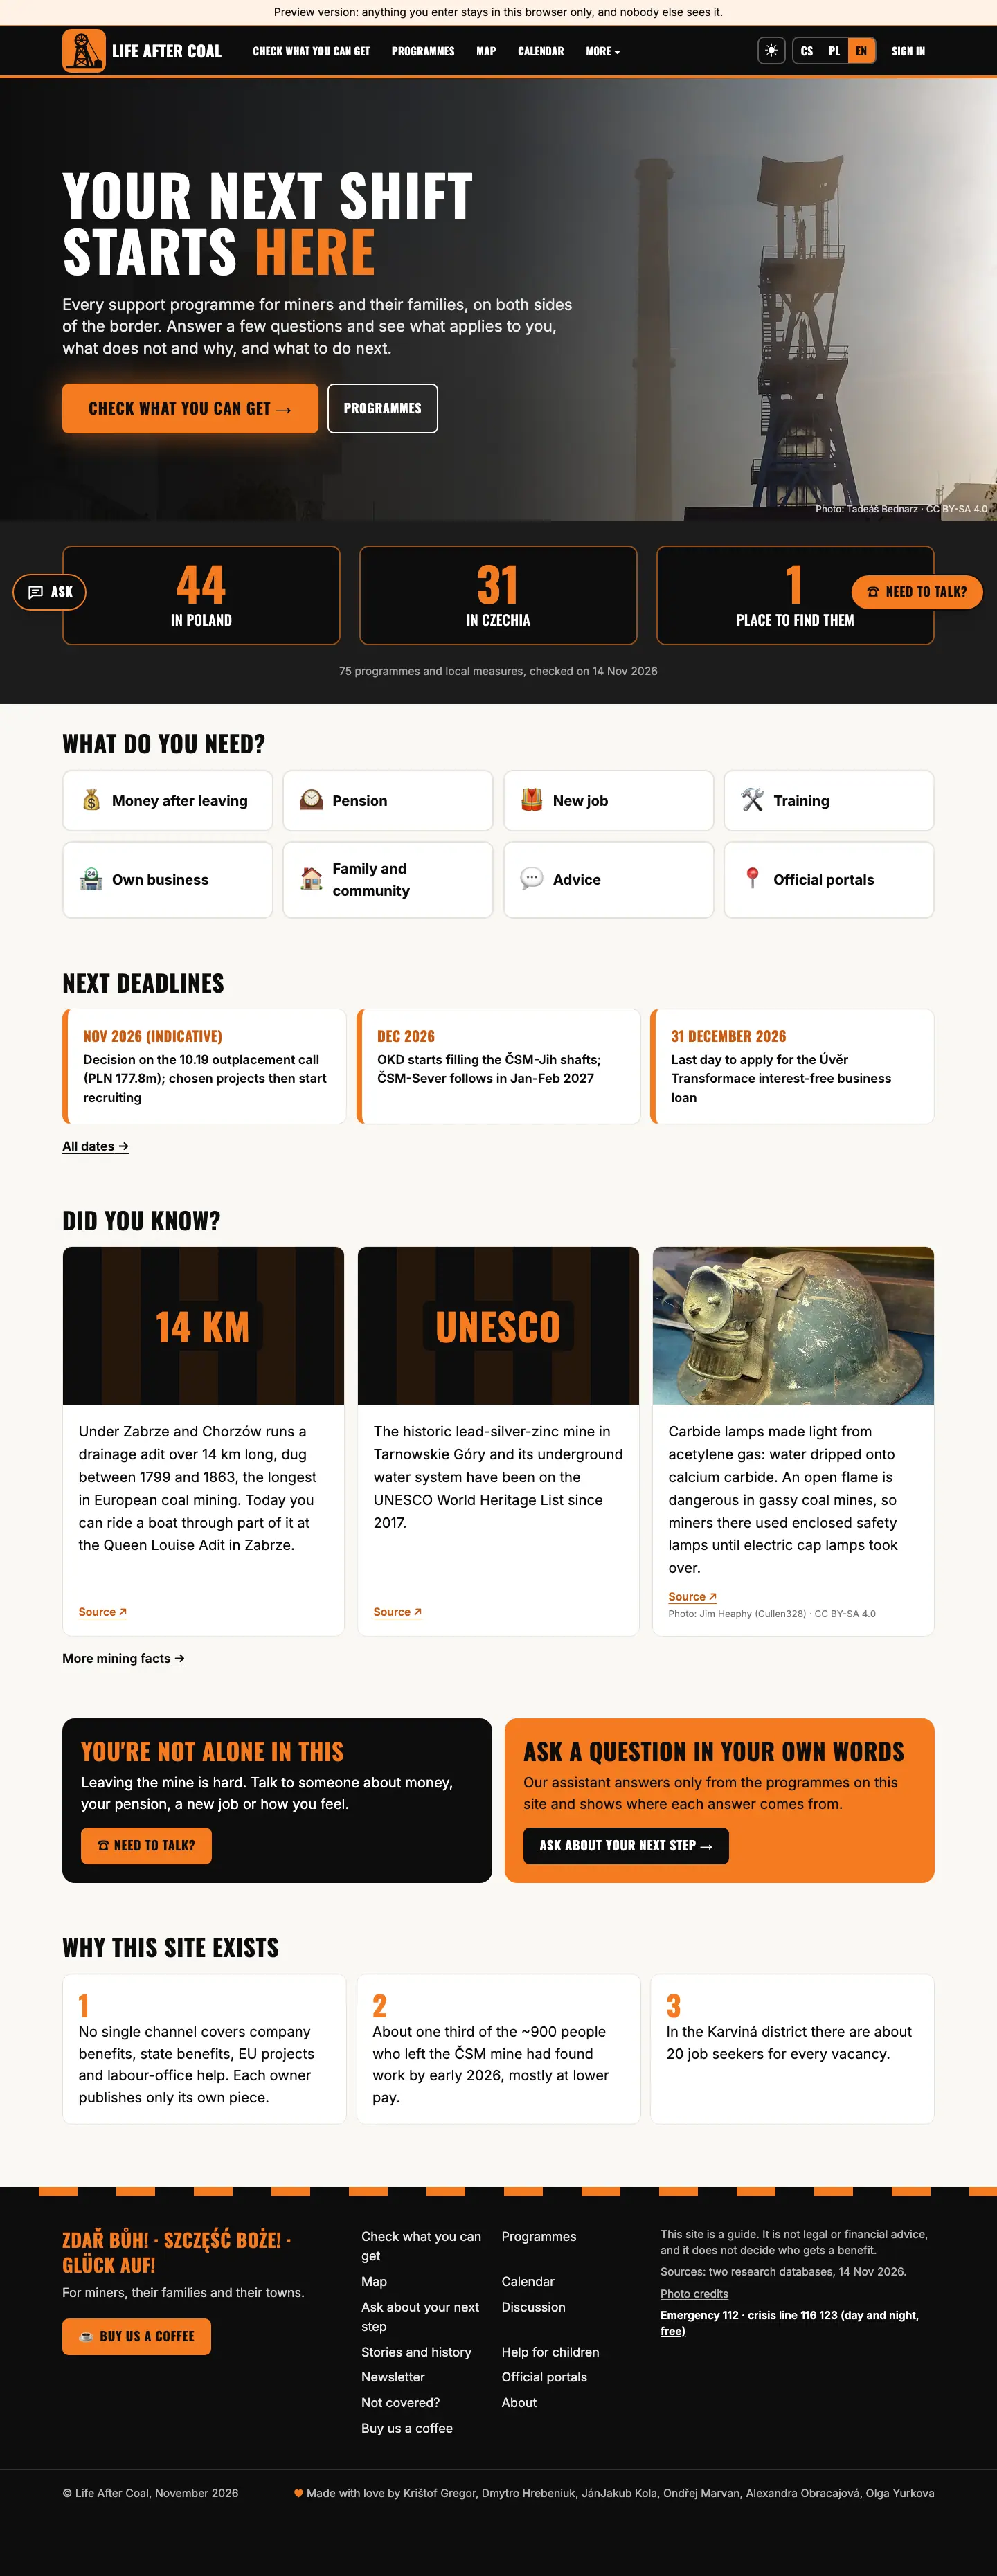 Preview version: anything you enter stays in this browser only, and nobody else sees it.
LIFE AFTER COAL
CHECK WHAT YOU CAN GET
PROGRAMMES
MAP
CALENDAR
MORE
CS
PL
EN
SIGN IN
YOUR NEXT SHIFT
STARTS HERE
Every support programme for miners and their families, on both sides
of the border. Answer a few questions and see what applies to you,
what does not and why, and what to do next.
CHECK WHAT YOU CAN GET →
PROGRAMMES
Photo: Tadeáš Bednarz · CC BY-SA 4.0
44
IN POLAND
31
IN CZECHIA
1
PLACE TO FIND THEM
ASK
NEED TO TALK?
75 programmes and local measures, checked on 14 Nov 2026
WHAT DO YOU NEED?
Money after leaving
Pension
New job
Training
24
Own business
Family and
community
Advice
Official portals
NEXT DEADLINES
NOV 2026 (INDICATIVE)
Decision on the 10.19 outplacement call
(PLN 177.8m); chosen projects then start
recruiting
DEC 2026
OKD starts filling the ČSM-Jih shafts;
ČSM-Sever follows in Jan-Feb 2027
31 DECEMBER 2026
Last day to apply for the Úvěr
Transformace interest-free business
loan
All dates →
DID YOU KNOW?
14 KM
Under Zabrze and Chorzów runs a
drainage adit over 14 km long, dug
between 1799 and 1863, the longest
in European coal mining. Today you
can ride a boat through part of it at
the Queen Louise Adit in Zabrze.
Source ↗
UNESCO
The historic lead-silver-zinc mine in
Tarnowskie Góry and its underground
water system have been on the
UNESCO World Heritage List since
2017.
Source ↗
Carbide lamps made light from
acetylene gas: water dripped onto
calcium carbide. An open flame is
dangerous in gassy coal mines, so
miners there used enclosed safety
lamps until electric cap lamps took
over.
Source ↗
Photo: Jim Heaphy (Cullen328) · CC BY-SA 4.0
More mining facts →
YOU'RE NOT ALONE IN THIS
Leaving the mine is hard. Talk to someone about money,
your pension, a new job or how you feel.
NEED TO TALK?
ASK A QUESTION IN YOUR OWN WORDS
Our assistant answers only from the programmes on this
site and shows where each answer comes from.
ASK ABOUT YOUR NEXT STEP →
WHY THIS SITE EXISTS
1
No single channel covers company
benefits, state benefits, EU projects
and labour-office help. Each owner
publishes only its own piece.
2
About one third of the ~900 people
who left the ČSM mine had found
work by early 2026, mostly at lower
pay.
3
In the Karviná district there are about
20 job seekers for every vacancy.
ZDAŘ BŮH! · SZCZĘŚĆ BOŻE! ·
GLÜCK AUF!
For miners, their families and their towns.
BUY US A COFFEE
Check what you can
get
Programmes
Map
Calendar
Ask about your next
step
Discussion
Stories and history
Help for children
Newsletter
Official portals
Not covered?
About
Buy us a coffee
This site is a guide. It is not legal or financial advice,
and it does not decide who gets a benefit.
Sources: two research databases, 14 Nov 2026.
Photo credits
Emergency 112 · crisis line 116 123 (day and night,
free)
© Life After Coal, November 2026
Made with love by Krištof Gregor, Dmytro Hrebeniuk, JánJakub Kola, Ondřej Marvan, Alexandra Obracajová, Olga Yurkova